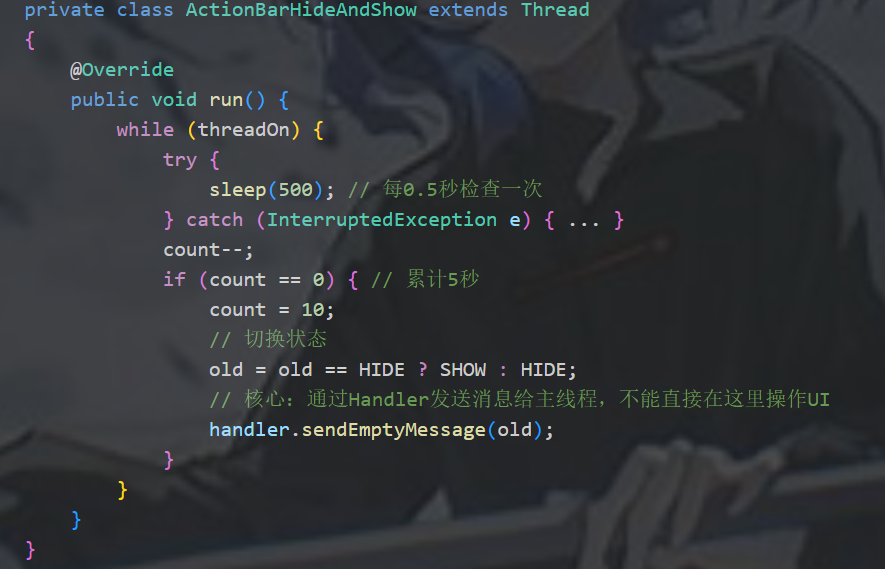 private class ActionBarHideAndShow extends Thread
{
    @Override
    public void run() {
        while (threadOn) {
            try {
                sleep(500); // 每0.5秒检查一次
            } catch (InterruptedException e) { ... }
            count--;
            if (count == 0) { // 累计5秒
                count = 10;
                // 切换状态
                old = old == HIDE ? SHOW : HIDE;
                // 核心：通过Handler发送消息给主线程，不能直接在这里操作UI
                handler.sendEmptyMessage(old);
            }
        }
    }
}